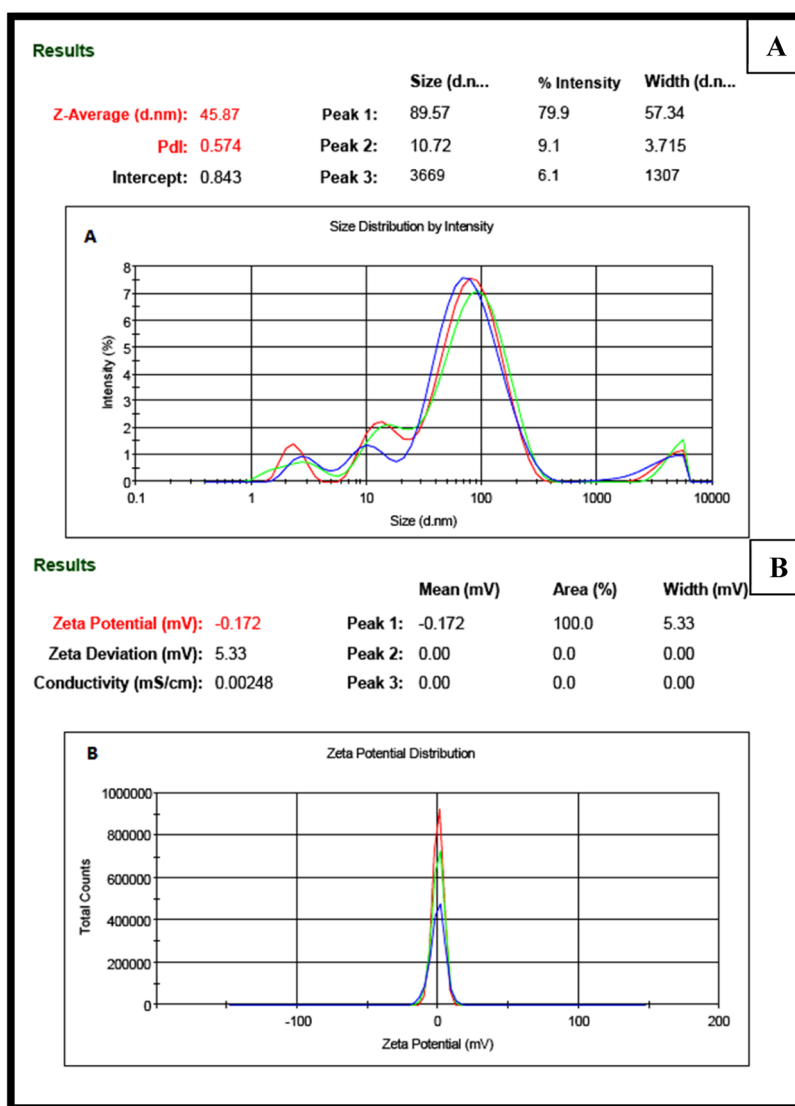 A
Results
Size (d.n... % Intensity Width (d.n...
Z-Average (d.nm): 45.87 Peak 1: 89.57 79.9 57.34
PdI: 0.574 Peak 2: 10.72 9.1 3.715
Intercept: 0.843 Peak 3: 3669 6.1 1307
A
Size Distribution by Intensity
8
7
6
5
4
3
2
1
0
Intensity (%)
0.1 1 10 100 1000 10000
Size (d.nm)
B
Results
Mean (mV) Area (%) Width (mV)
Zeta Potential (mV): -0.172 Peak 1: -0.172 100.0 5.33
Zeta Deviation (mV): 5.33 Peak 2: 0.00 0.0 0.00
Conductivity (mS/cm): 0.00248 Peak 3: 0.00 0.0 0.00
B
Zeta Potential Distribution
1000000
800000
600000
400000
200000
0
Total Counts
-100 0 100 200
Zeta Potential (mV)